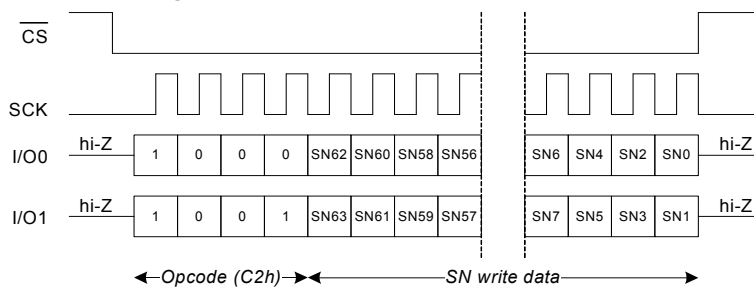 CS
SCK
I/O0 hi-Z 1 0 0 0 SN62 SN60 SN58 SN56 SN6 SN4 SN2 SN0 hi-Z
I/O1 hi-Z 1 0 0 1 SN63 SN61 SN59 SN57 SN7 SN5 SN3 SN1 hi-Z
Opcode (C2h) SN write data